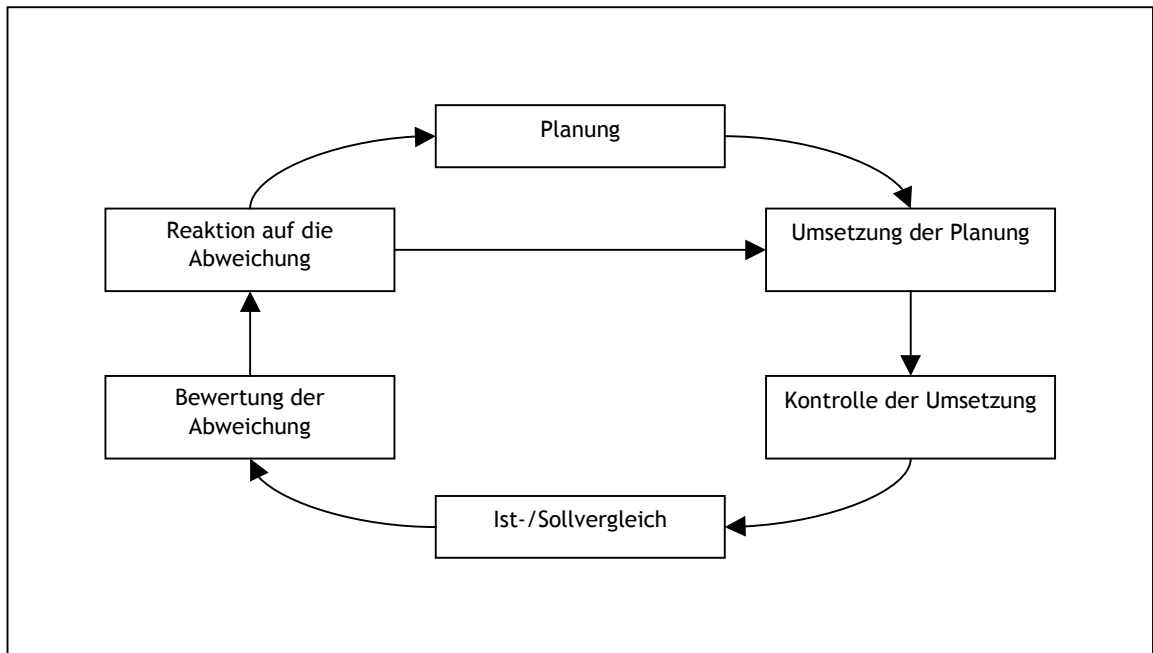 Planung
Reaktion auf die
Abweichung
Umsetzung der Planung
Bewertung der
Abweichung
Kontrolle der Umsetzung
Ist-/Sollvergleich